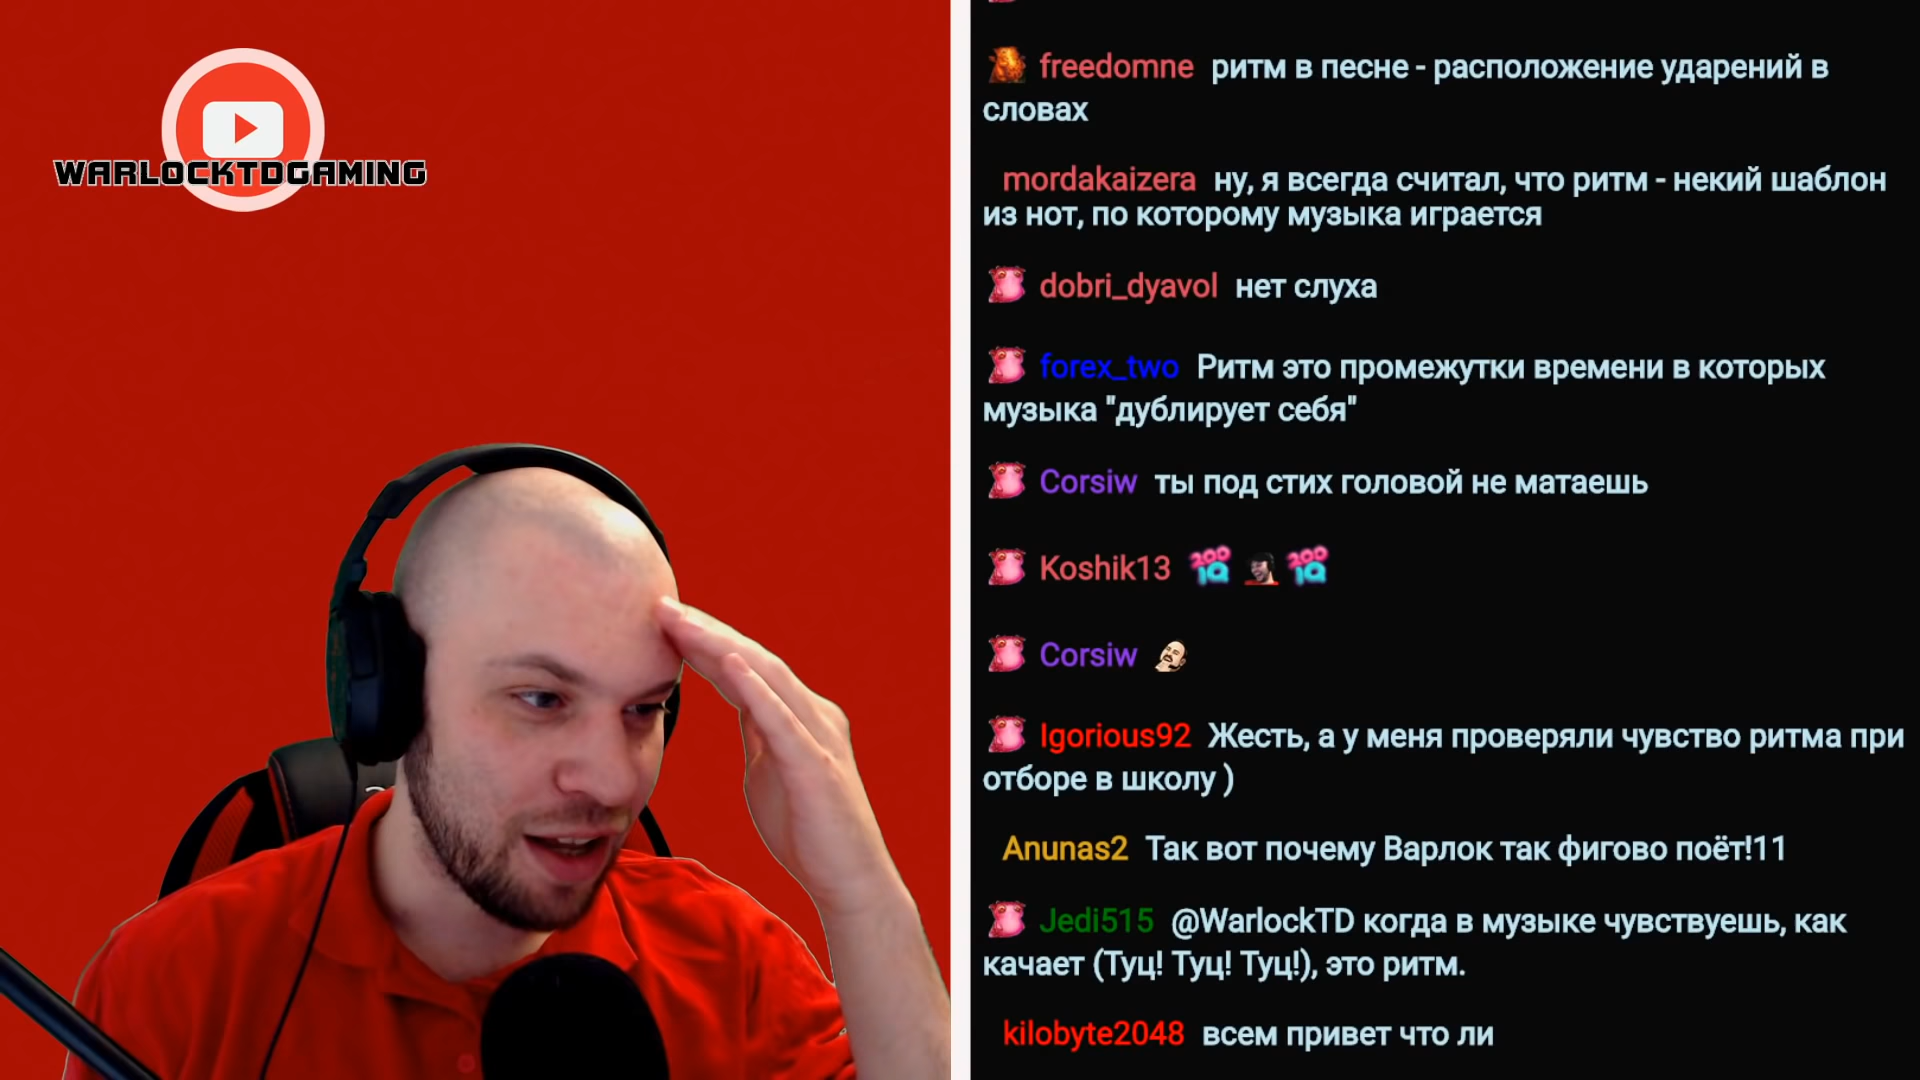 WARLOCKTDGAMING
freedomne ритм в песне - расположение ударений в
словах
mordakaizera ну, я всегда считал, что ритм - некий шаблон
из нот, по которому музыка играется
dobri_dyavol нет слуха
forex_two Ритм это промежутки времени в которых
музыка "дублирует себя"
Corsiw ты под стих головой не матаешь
Koshik13 200 IQ 200 IQ
Corsiw
Igorious92 Жесть, а у меня проверяли чувство ритма при
отборе в школу )
Anunas2 Так вот почему Варлок так фигово поёт!11
Jedi515 @WarlockTD когда в музыке чувствуешь, как
качает (Туц! Туц! Туц!), это ритм.
kilobyte2048 всем привет что ли